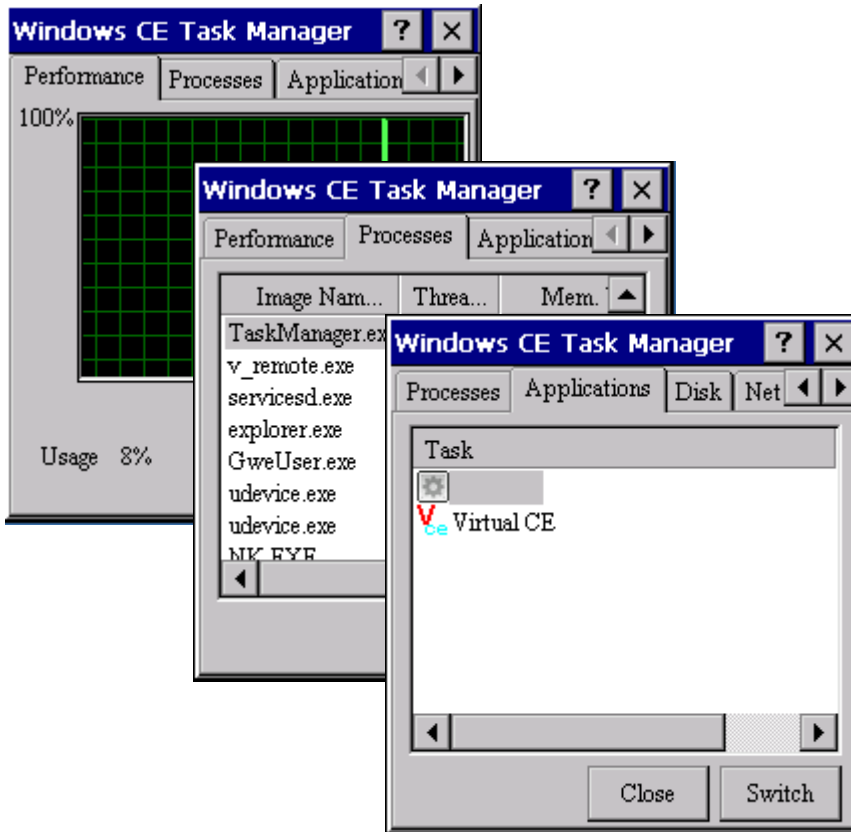 Windows CE Task Manager ? ×
Performance Processes Application
100%
Usage 8%
Windows CE Task Manager ? ×
Performance Processes Application
Image Nam... Threa... Mem.
TaskManager.ex
v_remote.exe
servicesd.exe
explorer.exe
GweUser.exe
udevice.exe
udevice.exe
NK.EXE
Windows CE Task Manager ? ×
Processes Applications Disk Net
Task
Vce Virtual CE
Close Switch